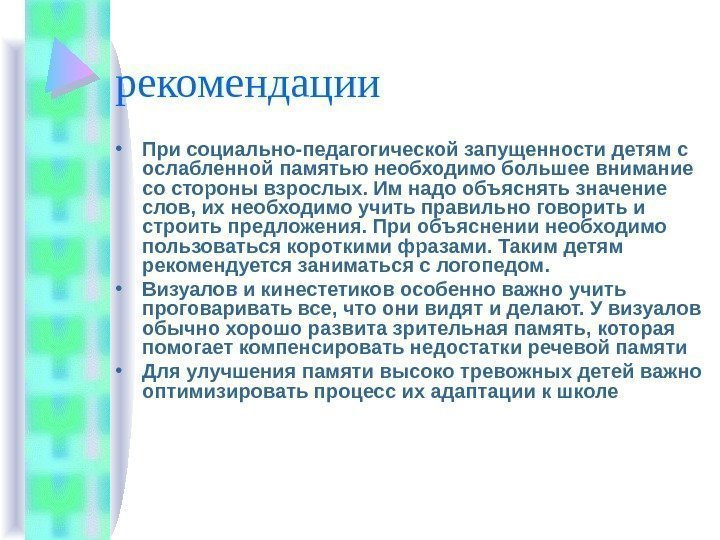 рекомендации
• При социально-педагогической запущенности детям с
ослабленной памятью необходимо большее внимание
со стороны взрослых. Им надо объяснять значение
слов, их необходимо учить правильно говорить и
строить предложения. При объяснении необходимо
пользоваться короткими фразами. Таким детям
рекомендуется заниматься с логопедом.
• Визуалов и кинестетиков особенно важно учить
проговаривать все, что они видят и делают. У визуалов
обычно хорошо развита зрительная память, которая
помогает компенсировать недостатки речевой памяти
• Для улучшения памяти высоко тревожных детей важно
оптимизировать процесс их адаптации к школе